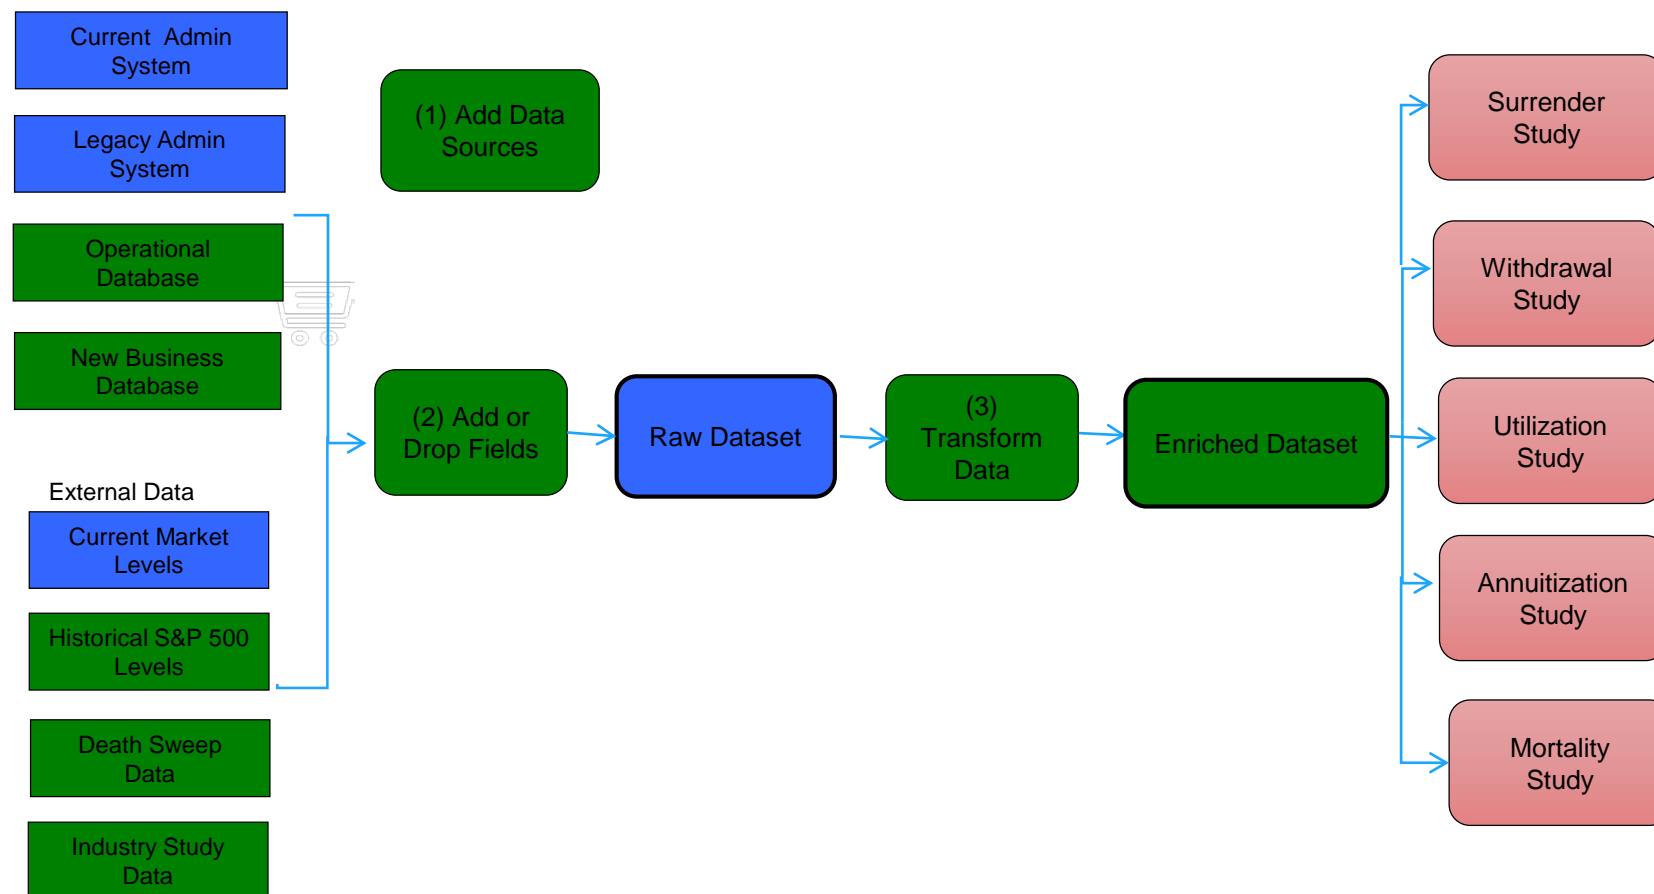 Current Admin
System
Legacy Admin
System
Operational
Database
New Business
Database
External Data
Current Market
Levels
Historical S&P 500
Levels
Death Sweep
Data
Industry Study
Data
(1) Add Data
Sources
(2) Add or
Drop Fields
Raw Dataset
(3)
Transform
Data
Enriched Dataset
Surrender
Study
Withdrawal
Study
Utilization
Study
Annuitization
Study
Mortality
Study